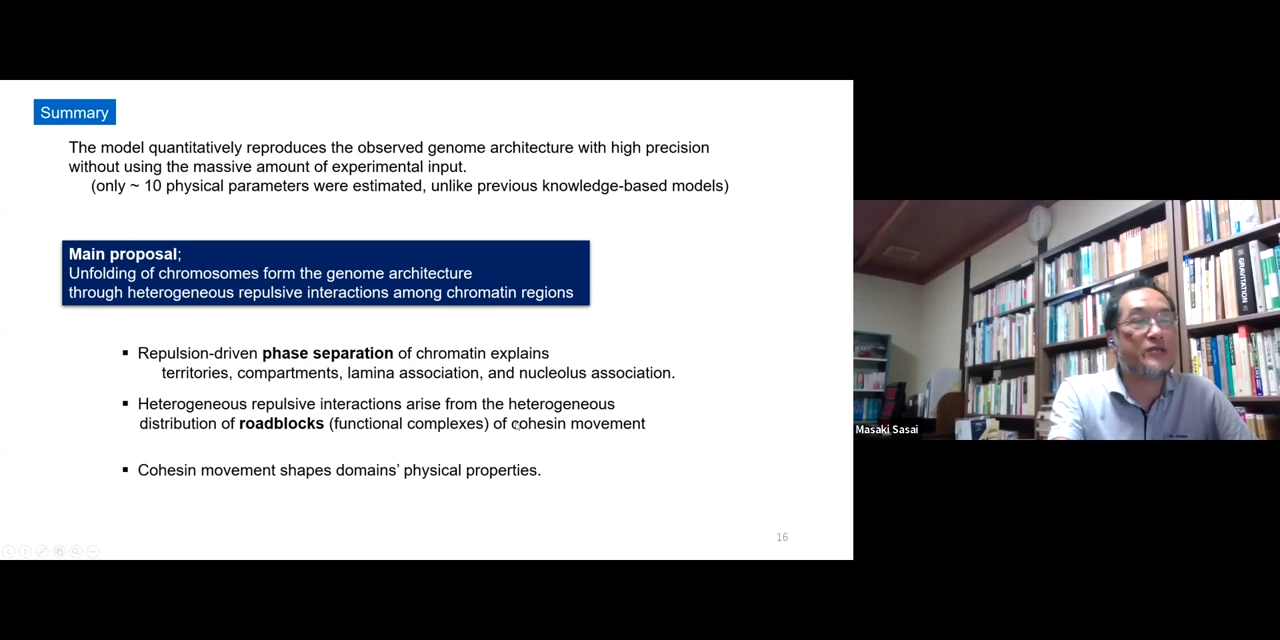 Summary
The model quantitatively reproduces the observed genome architecture with high precision
without using the massive amount of experimental input.
(only ~ 10 physical parameters were estimated, unlike previous knowledge-based models)
Main proposal;
Unfolding of chromosomes form the genome architecture
through heterogeneous repulsive interactions among chromatin regions
▪ Repulsion-driven phase separation of chromatin explains
territories, compartments, lamina association, and nucleolus association.
▪ Heterogeneous repulsive interactions arise from the heterogeneous
distribution of roadblocks (functional complexes) of cohesin movement
▪ Cohesin movement shapes domains’ physical properties.
16
GRAVITATION
Masaki Sasai